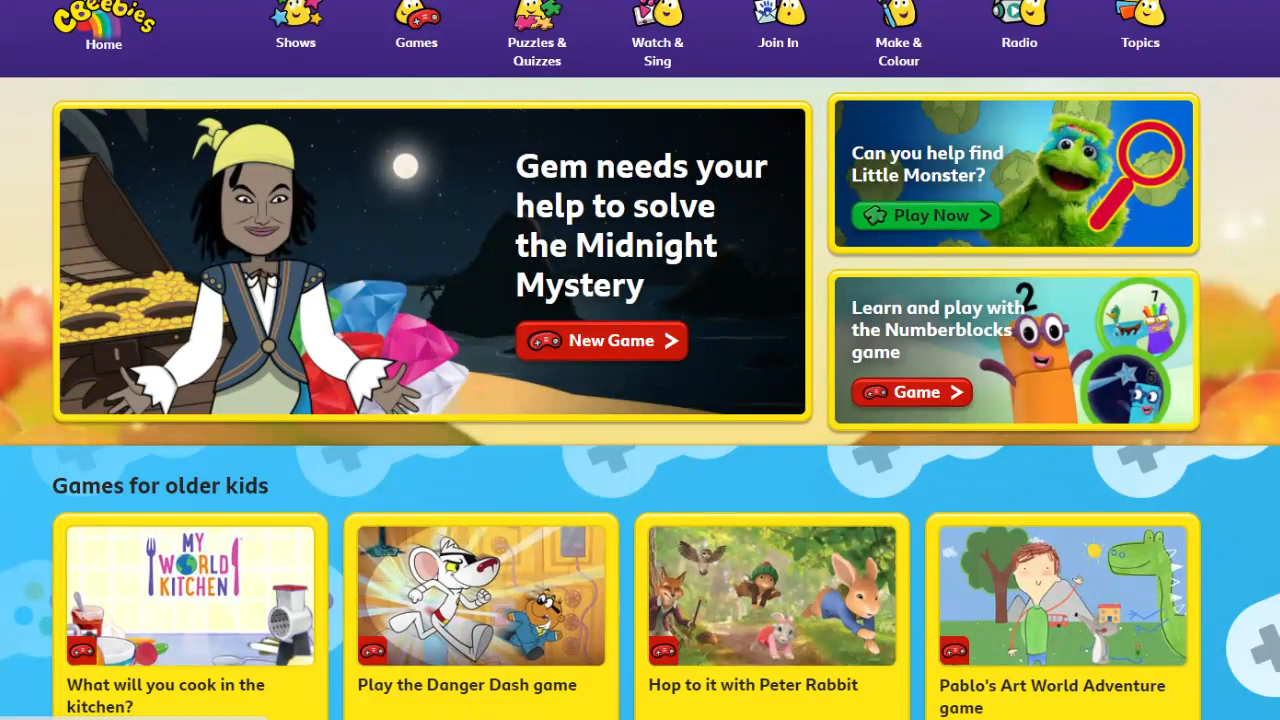 CBeebies
Home
Shows
Games
Puzzles &
Quizzes
Watch &
Sing
Join In
Make &
Colour
Radio
Topics
Gem needs your
help to solve
the Midnight
Mystery
New Game
Can you help find
Little Monster?
Play Now
Learn and play with
the Numberblocks
game
Game
2
7
5
Games for older kids
MY
WORLD
KITCHEN
What will you cook in the
kitchen?
Play the Danger Dash game
Hop to it with Peter Rabbit
Pablo's Art World Adventure
game